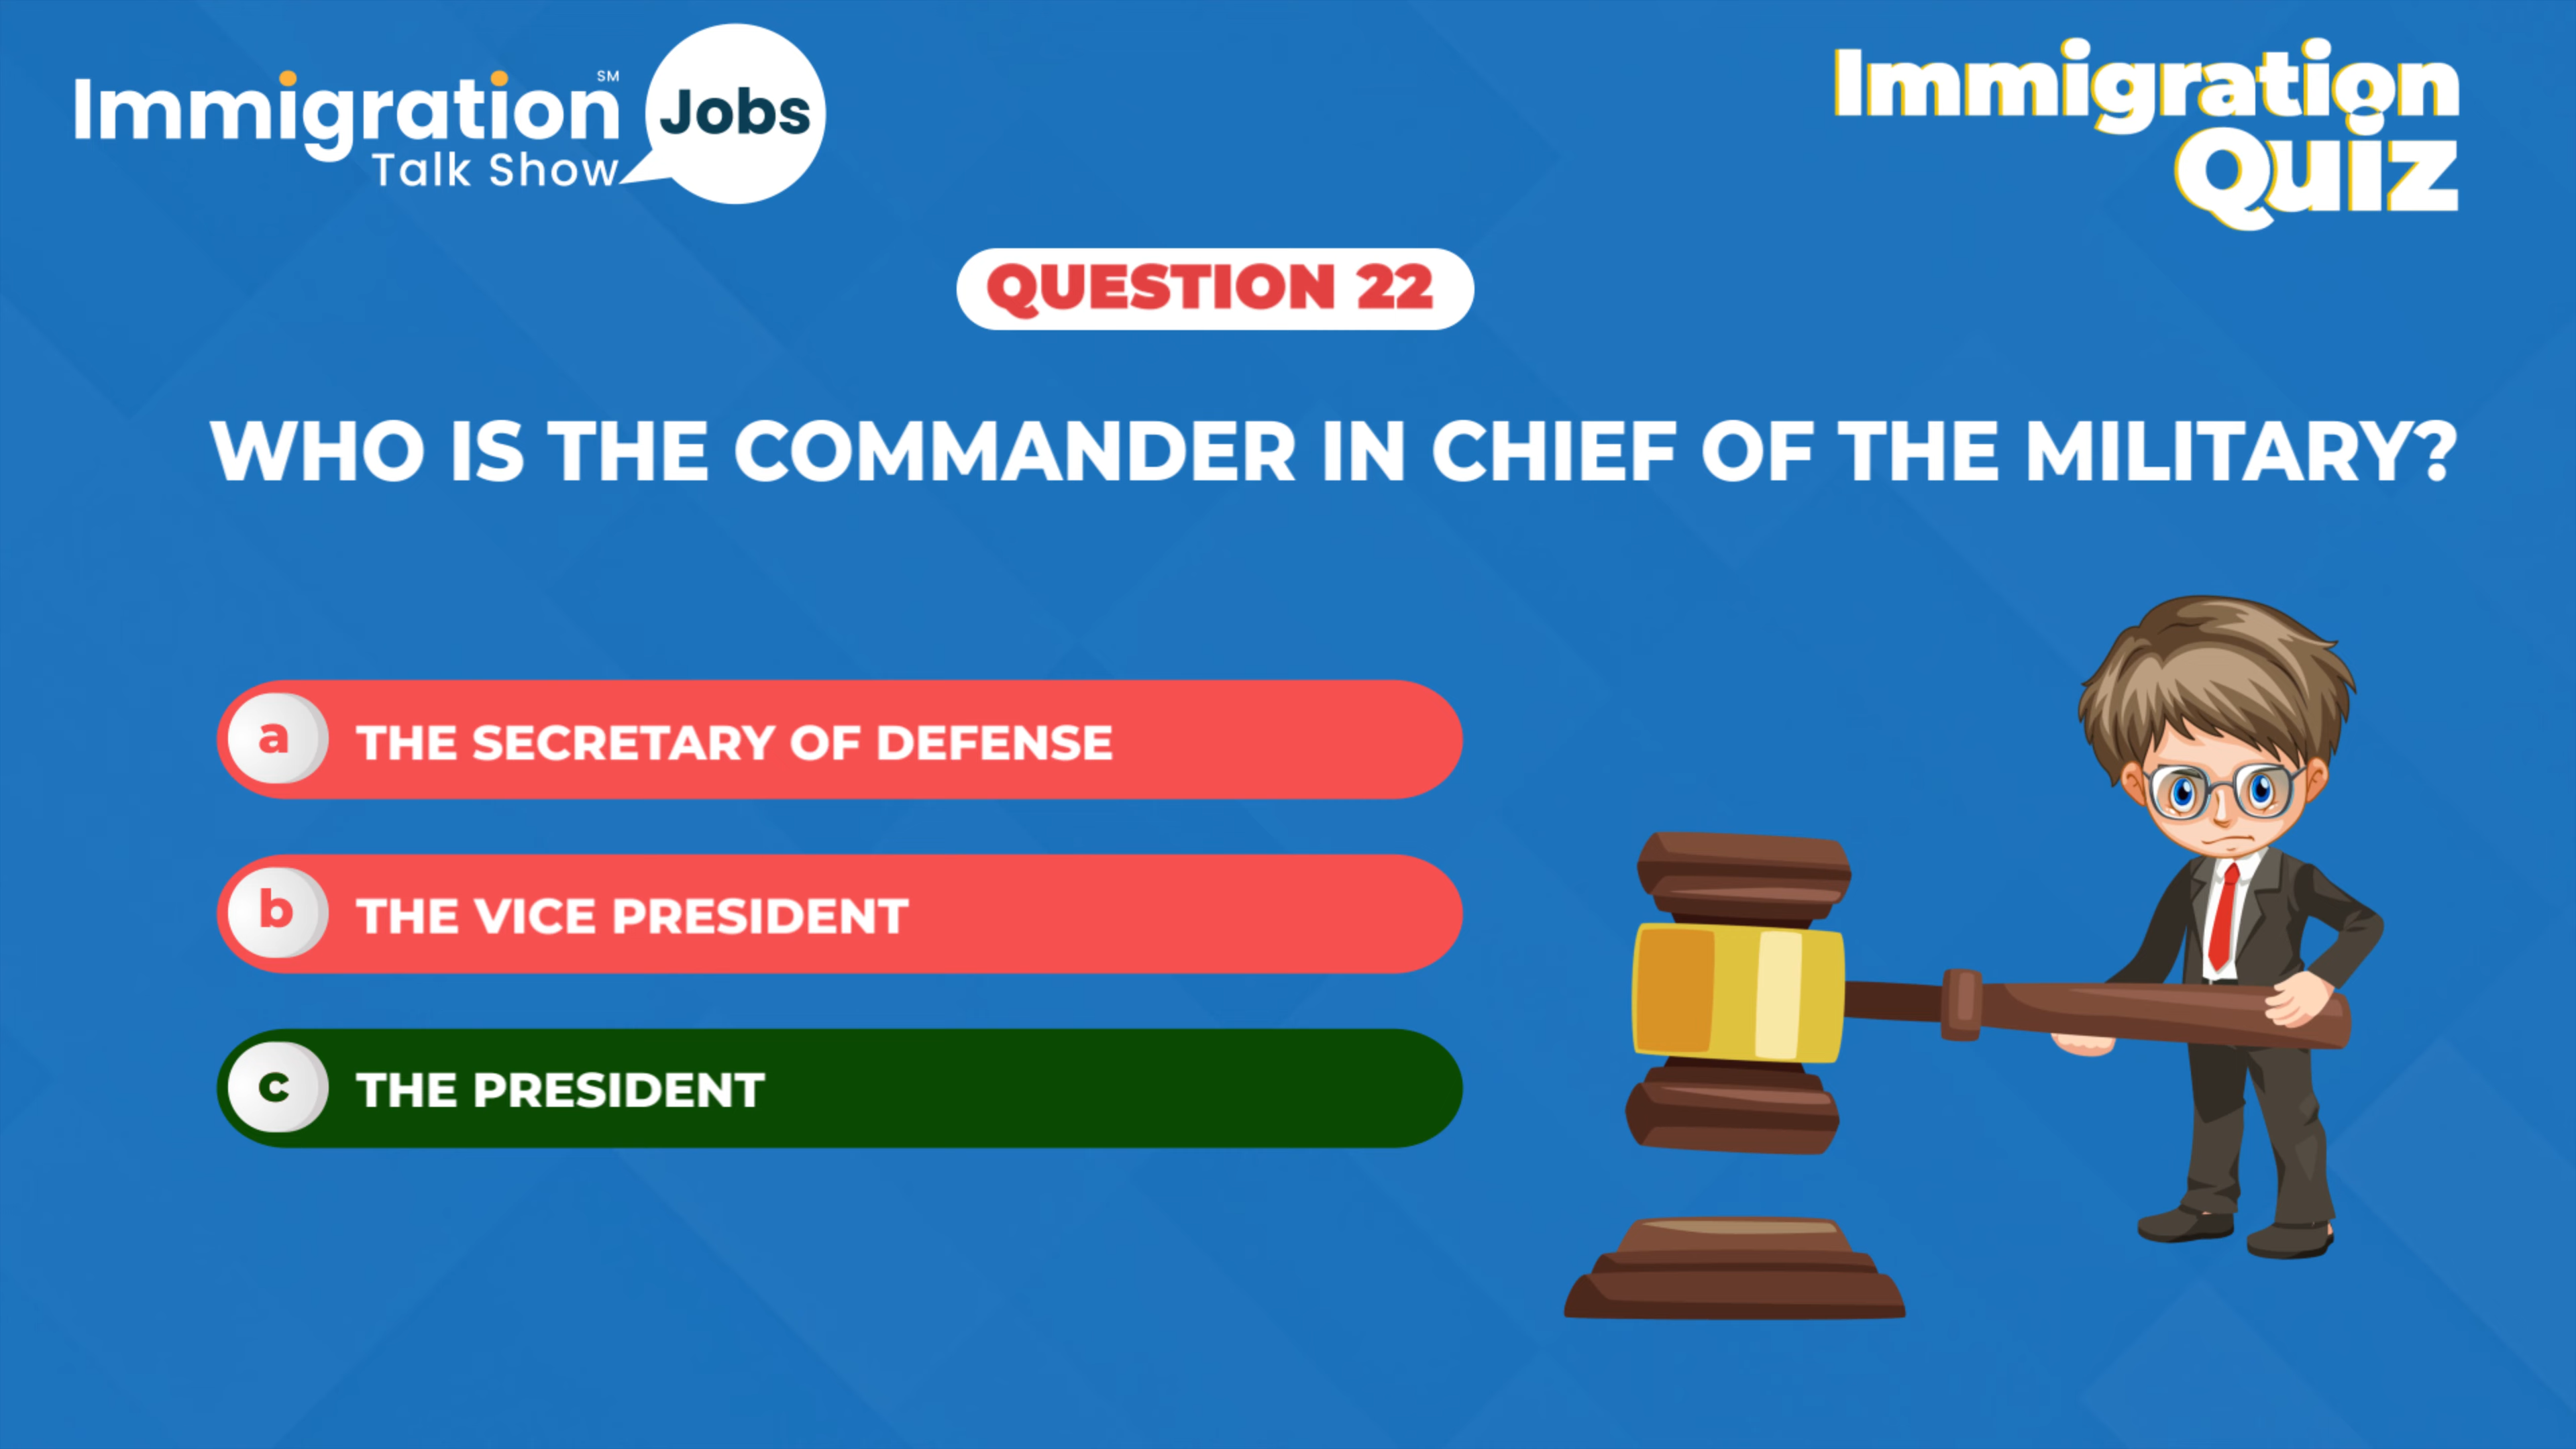 Immigration SM
Talk Show
Jobs
Immigration
Quiz
QUESTION 22
WHO IS THE COMMANDER IN CHIEF OF THE MILITARY?
a THE SECRETARY OF DEFENSE
b THE VICE PRESIDENT
c THE PRESIDENT